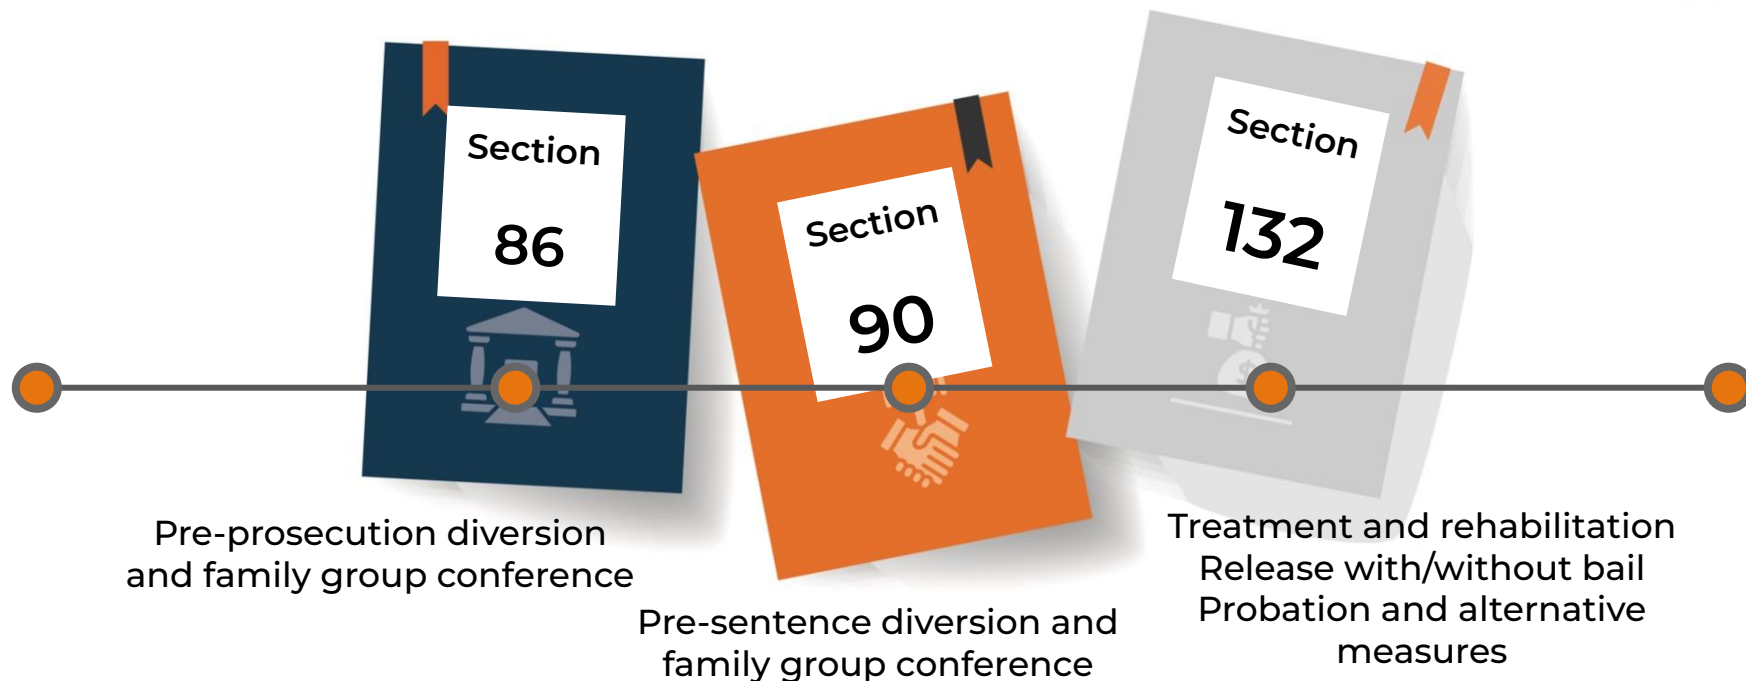 Section
86
Section
90
Section
132
Pre-prosecution diversion
and family group conference
Pre-sentence diversion and
family group conference
Treatment and rehabilitation
Release with/without bail
Probation and alternative
measures